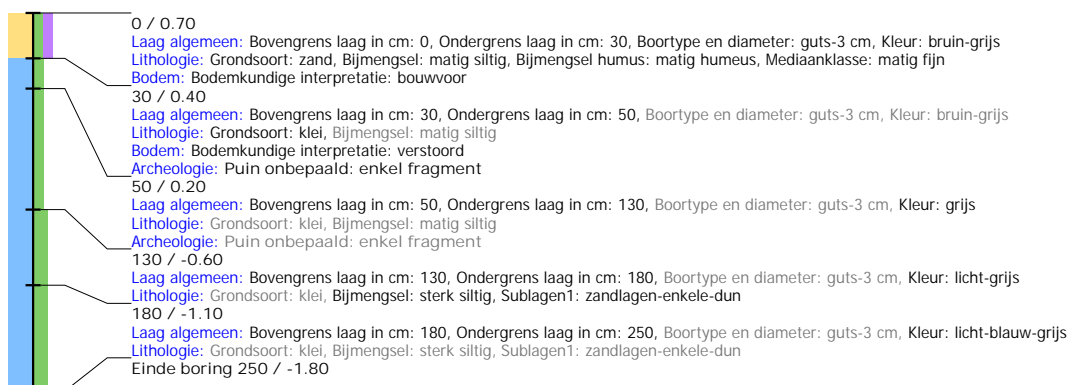 0 / 0.70
Laag algemeen: Bovengrens laag in cm: 0, Ondergrens laag in cm: 30, Boortype en diameter: guts-3 cm, Kleur: bruin-grijs
Lithologie: Grondsoort: zand, Bijmengsel: matig siltig, Bijmengsel humus: matig humeus, Mediaanklasse: matig fijn
Bodem: Bodemkundige interpretatie: bouwvoor
30 / 0.40
Laag algemeen: Bovengrens laag in cm: 30, Ondergrens laag in cm: 50, Boortype en diameter: guts-3 cm, Kleur: bruin-grijs
Lithologie: Grondsoort: klei, Bijmengsel: matig siltig
Bodem: Bodemkundige interpretatie: verstoord
Archeologie: Puin onbepaald: enkel fragment
50 / 0.20
Laag algemeen: Bovengrens laag in cm: 50, Ondergrens laag in cm: 130, Boortype en diameter: guts-3 cm, Kleur: grijs
Lithologie: Grondsoort: klei, Bijmengsel: matig siltig
Archeologie: Puin onbepaald: enkel fragment
130 / -0.60
Laag algemeen: Bovengrens laag in cm: 130, Ondergrens laag in cm: 180, Boortype en diameter: guts-3 cm, Kleur: licht-grijs
Lithologie: Grondsoort: klei, Bijmengsel: sterk siltig, Sublagen1: zandlagen-enkele-dun
180 / -1.10
Laag algemeen: Bovengrens laag in cm: 180, Ondergrens laag in cm: 250, Boortype en diameter: guts-3 cm, Kleur: licht-blauw-grijs
Lithologie: Grondsoort: klei, Bijmengsel: sterk siltig, Sublagen1: zandlagen-enkele-dun
Einde boring 250 / -1.80